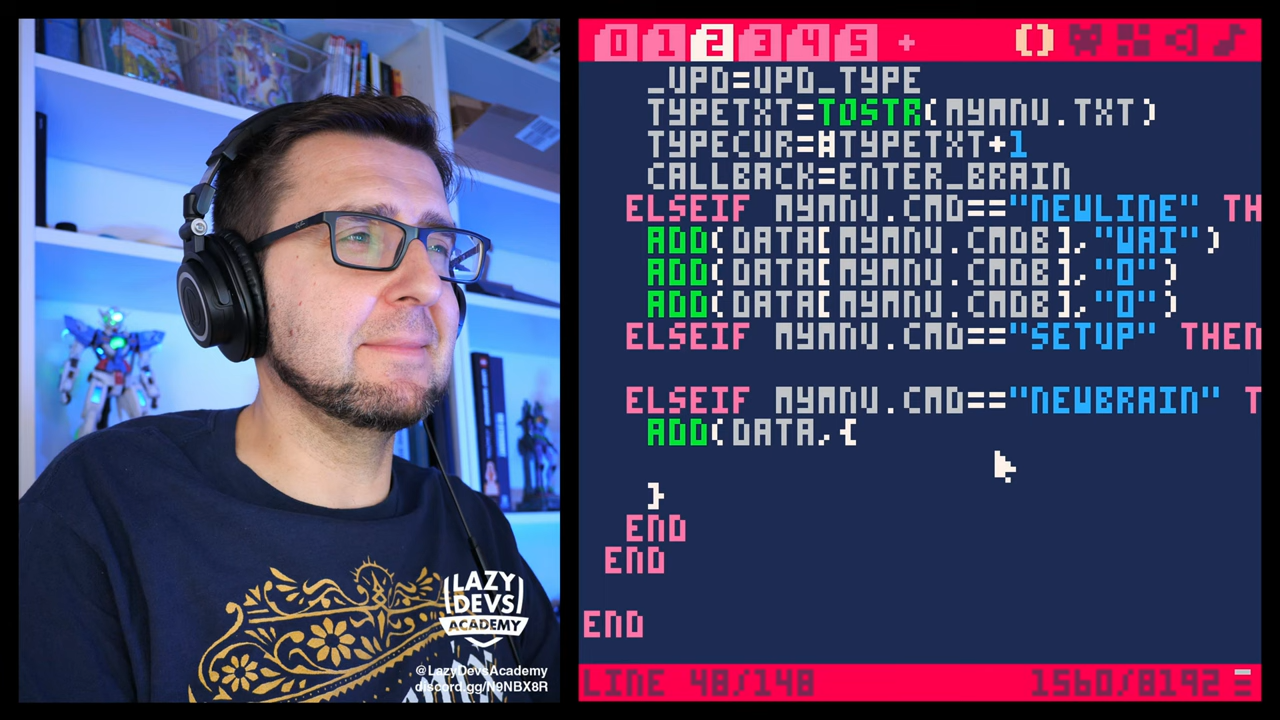 LAZY
DEVS
ACADEMY
@LazyDevsAcademy
discord.gg/N9NBX8R
0 1 2 3 4 5 +
_UPD=UPD_TYPE
TYPETXT=TOSTR(MYMNU.TXT)
TYPECUR=#TYPETXT+1
CALLBACK=ENTER_BRAIN
ELSEIF MYMNU.CMD=="NEWLINE" TH
ADD(DATA[MYMNU.CMDB],"WAI")
ADD(DATA[MYMNU.CMDB],"0")
ADD(DATA[MYMNU.CMDB],"0")
ELSEIF MYMNU.CMD=="SETUP" THEN
ELSEIF MYMNU.CMD=="NEWBRAIN" T
ADD(DATA,{
}
END
END
END
LINE 48/148
1560/8192